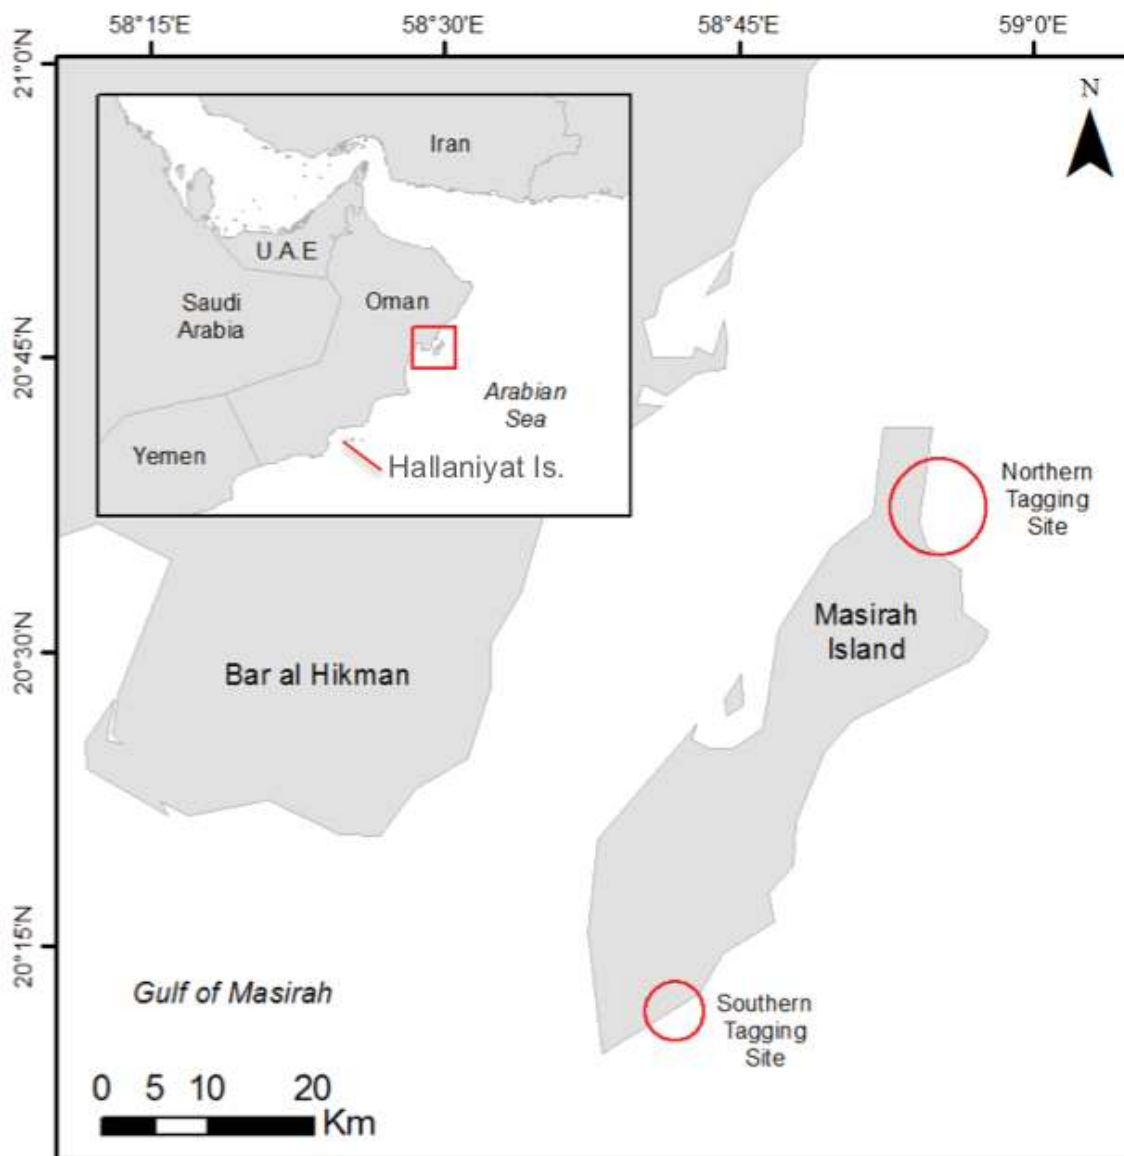 58°15'E
58°30'E
58°45'E
59°0'E
21°0'N
20°45'N
20°30'N
20°15'N
N
Iran
U.A.E
Saudi
Arabia
Oman
Arabian
Sea
Yemen
Hallaniyat Is.
Northern
Tagging
Site
Masirah
Island
Bar al Hikman
Gulf of Masirah
Southern
Tagging
Site
0 5 10 20
Km